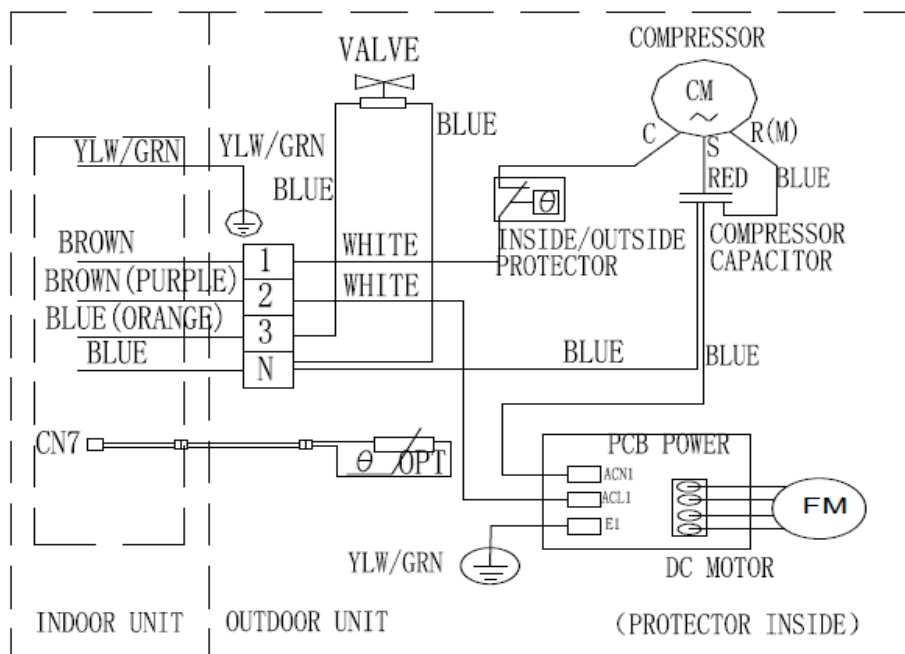 VALVE
COMPRESSOR
CM
~
C
S
R(M)
BLUE
YLW/GRN
YLW/GRN
BLUE
RED
BLUE
θ
INSIDE/OUTSIDE
PROTECTOR
COMPRESSOR
CAPACITOR
BROWN
1
WHITE
BROWN(PURPLE)
2
WHITE
BLUE(ORANGE)
3
BLUE
N
BLUE
BLUE
CN7
θ
OPT
PCB POWER
ACN1
ACL1
E1
FM
YLW/GRN
DC MOTOR
INDOOR UNIT
OUTDOOR UNIT
(PROTECTOR INSIDE)